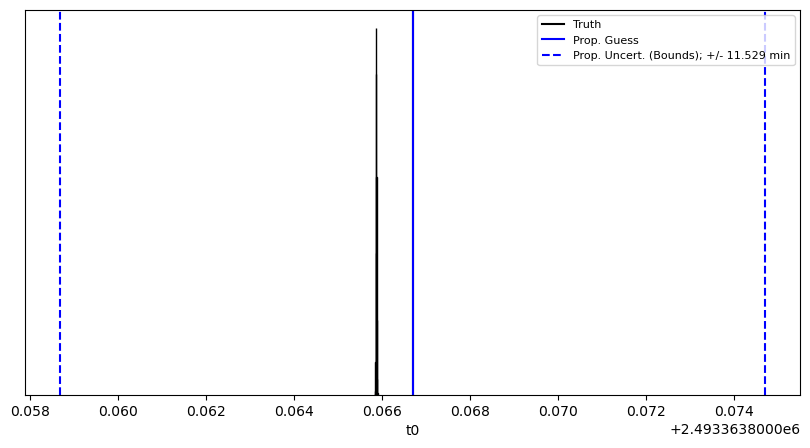 Truth
Prop. Guess
Prop. Uncert. (Bounds); +/- 11.529 min
0.058 0.060 0.062 0.064 0.066 0.068 0.070 0.072 0.074
t0
+2.4933638000e6